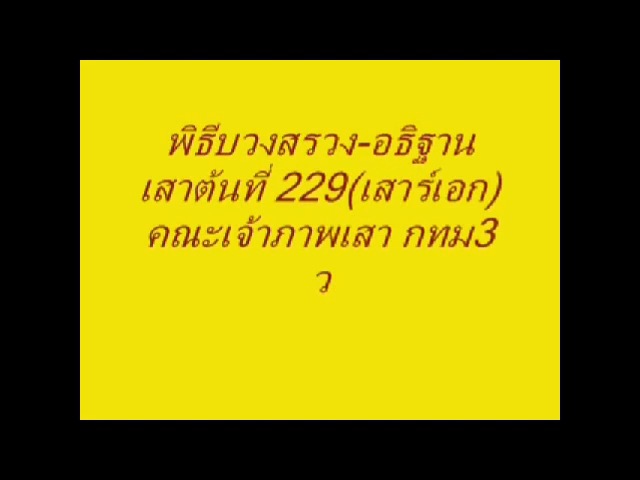 พิธีบวงสรวง-อธิฐาน
เสาต้นที่ 229(เสาร์เอก)
คณะเจ้าภาพเสา กทม3
ว